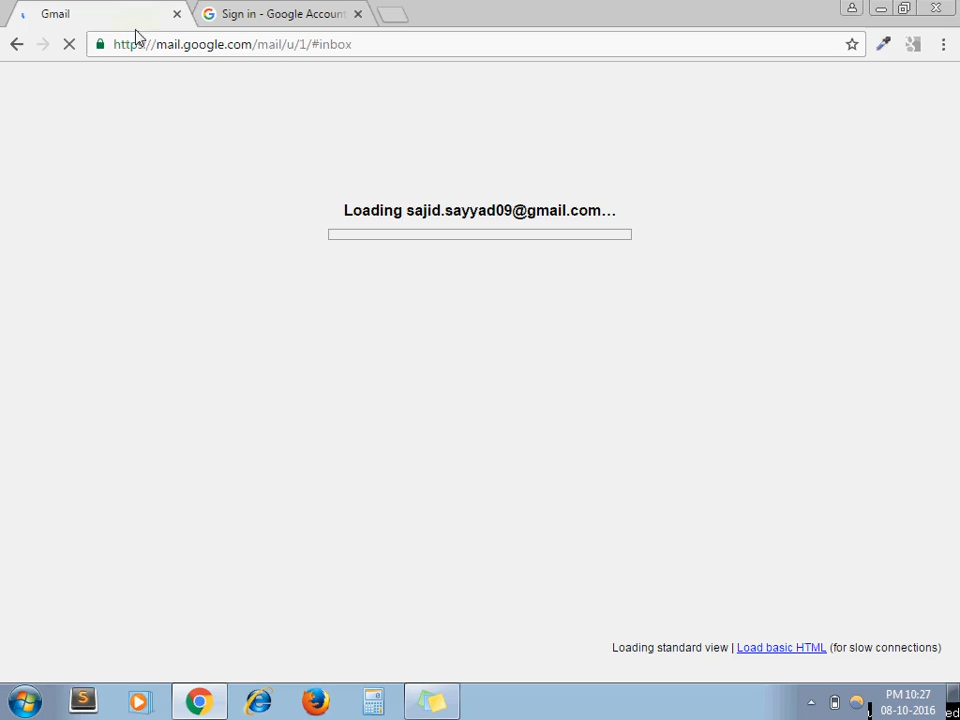 Gmail
Sign in - Google Account
https://mail.google.com/mail/u/1/#inbox
Loading sajid.sayyad09@gmail.com…
Loading standard view | Load basic HTML (for slow connections)
PM 10:27
08-10-2016